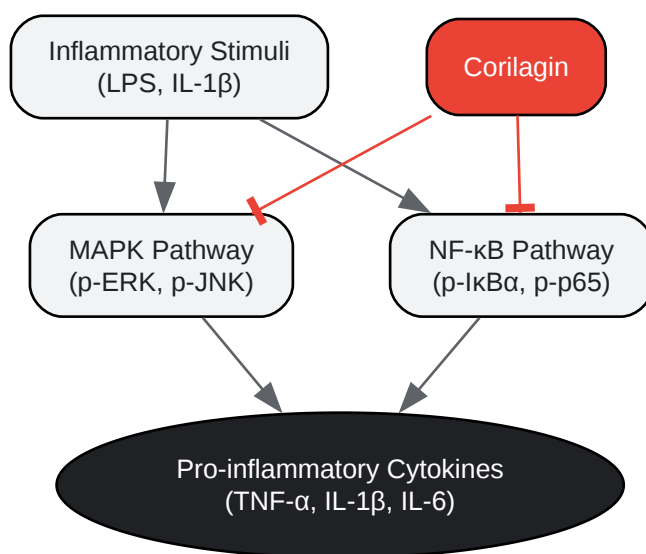 Inflammatory Stimuli
(LPS, IL-1β)
Corilagin
MAPK Pathway
(p-ERK, p-JNK)
NF-κB Pathway
(p-IκBα, p-p65)
Pro-inflammatory Cytokines
(TNF-α, IL-1β, IL-6)